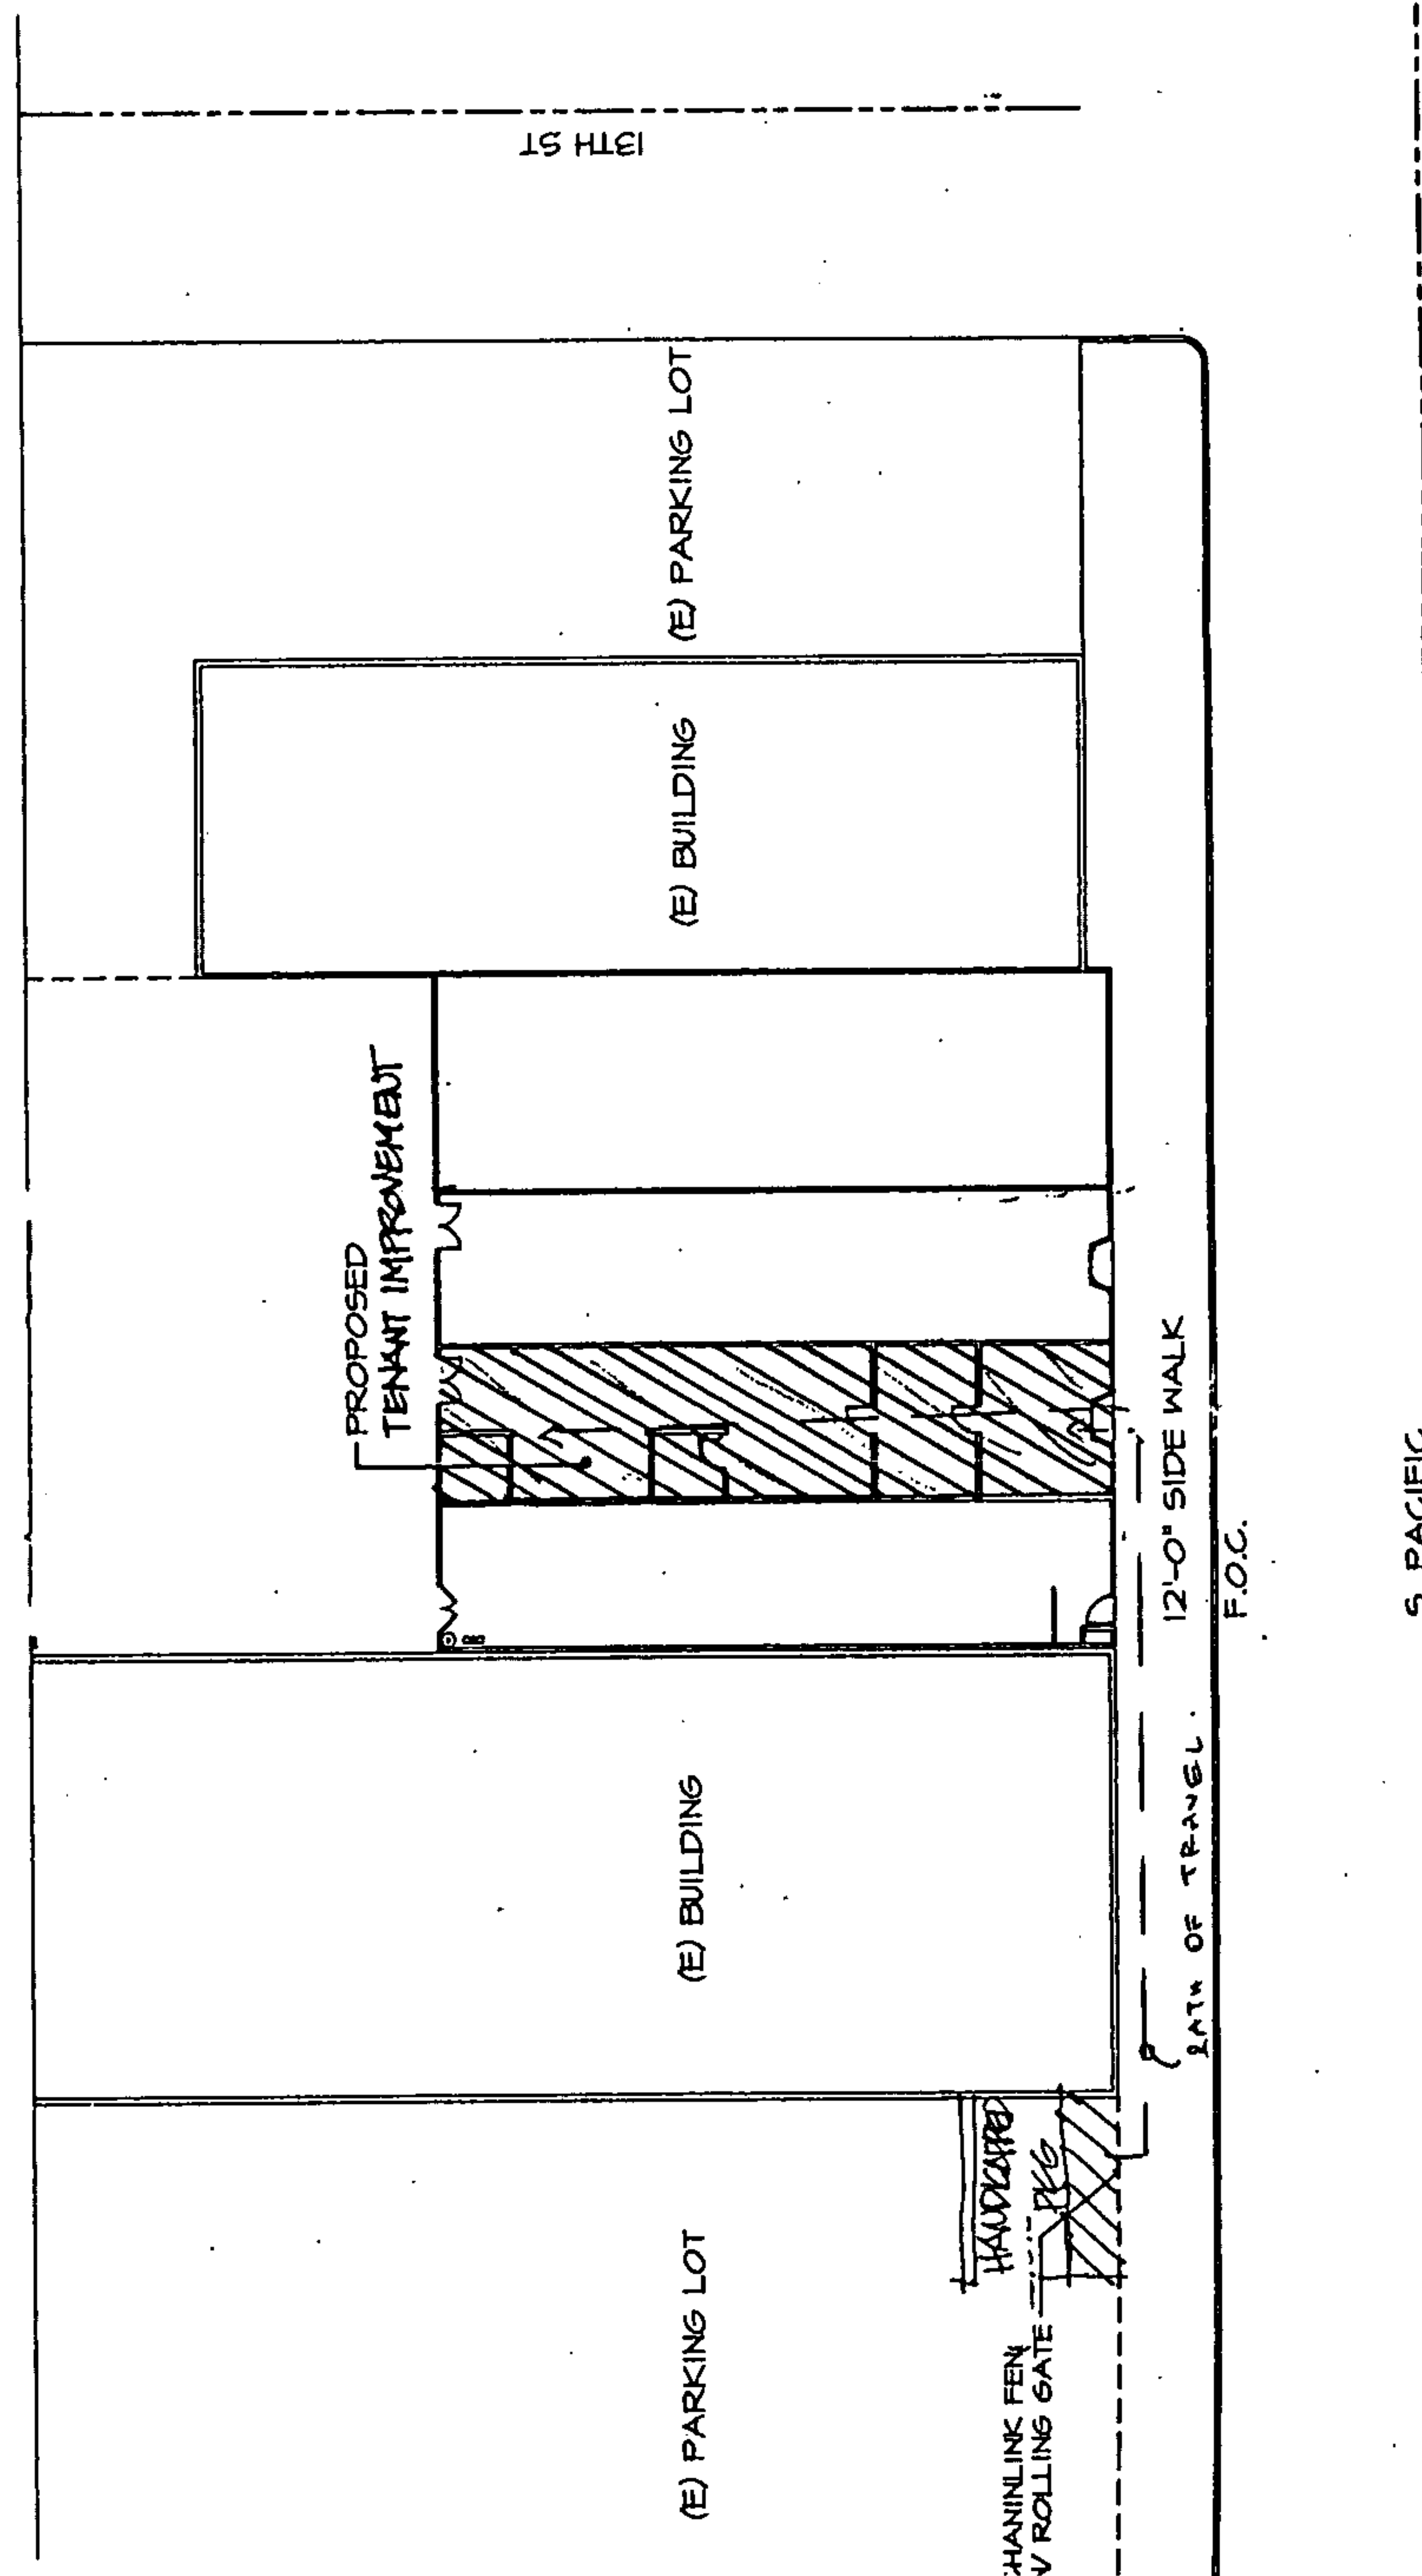 13TH ST
(E) PARKING LOT
(E) BUILDING
PROPOSED
TENANT IMPROVEMENT
12'-0" SIDE WALK
F.O.C.
S. PACIFIC
(E) BUILDING
PATH OF TRAVEL.
HANDICAPPED
PKG
(E) PARKING LOT
HANINLINK FEN
ROLLING GATE